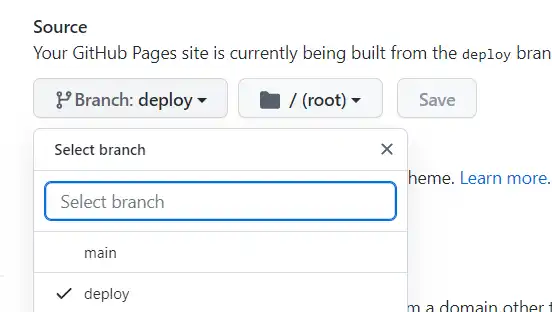 Source
Your GitHub Pages site is currently being built from the deploy
Branch: deploy / (root) Save
Select branch
heme. Learn more.
Select branch
main
deploy
m a domain other